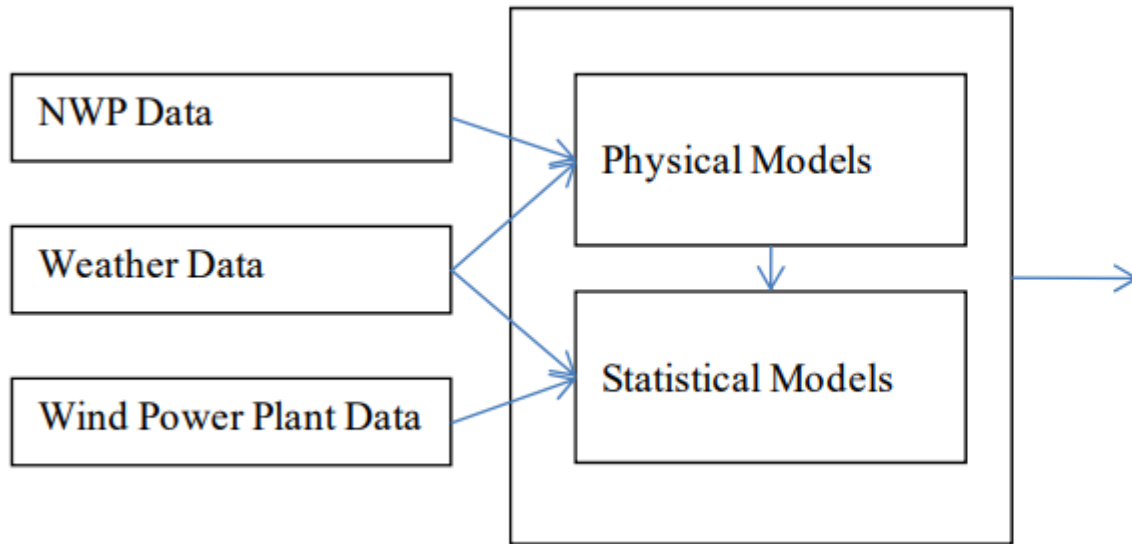 NWP Data
Physical Models
Weather Data
Statistical Models
Wind Power Plant Data